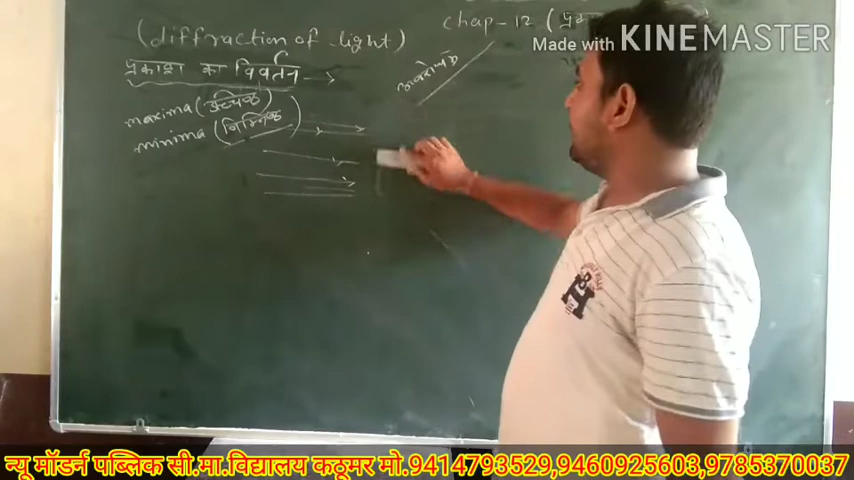 (diffraction of light)
chap-12 (
प्रकाश का विवर्तन
maxima (उच्चिष्ठ)
minima (निम्निष्ठ)
Made with KINEMASTER
न्यू मॉडर्न पब्लिक सी.मा.विद्यालय कठूमर मो.9414793529,9460925603,9785370037